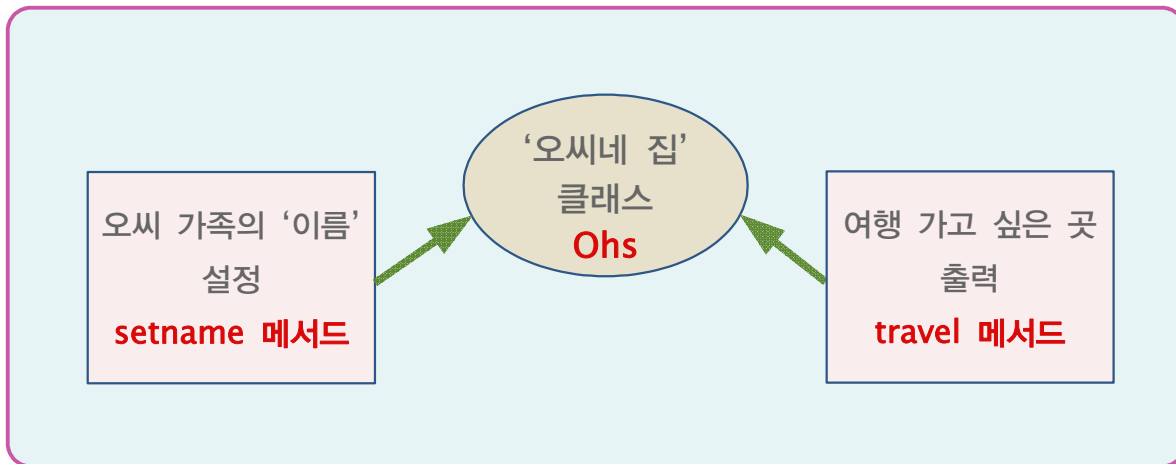 오씨 가족의 ‘이름’
설정
setname 메서드
‘오씨네 집’
클래스
Ohs
여행 가고 싶은 곳
출력
travel 메서드